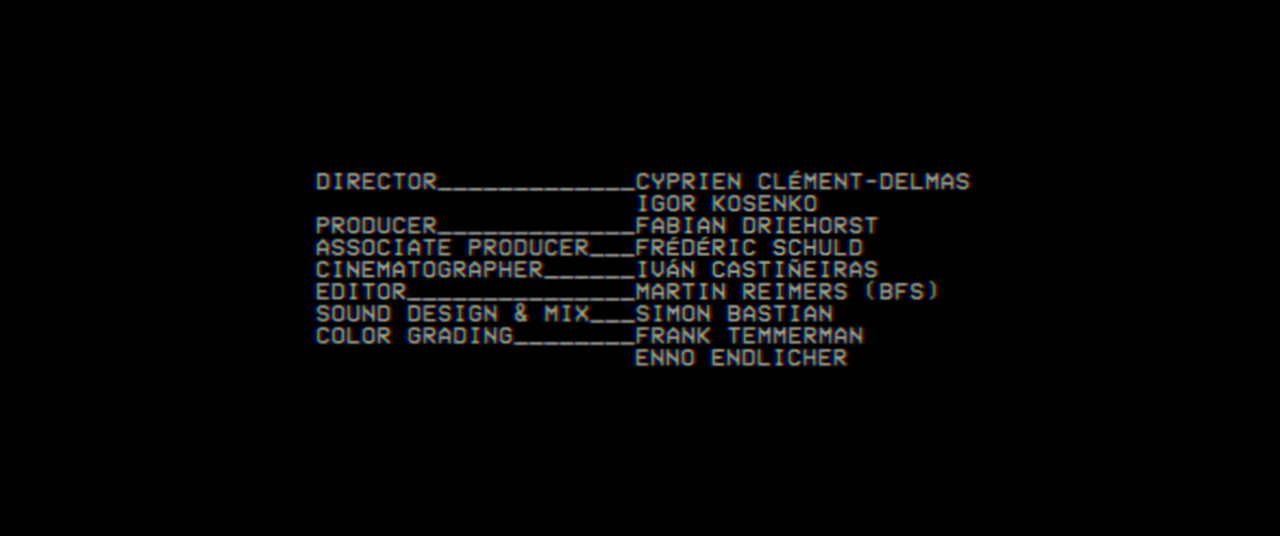 DIRECTOR_____________CYPRIEN CLÉMENT-DELMAS
IGOR KOSENKO
PRODUCER_____________FABIAN DRIEHORST
ASSOCIATE PRODUCER___FRÉDÉRIC SCHULD
CINEMATOGRAPHER______IVÁN CASTIÑEIRAS
EDITOR_______________MARTIN REIMERS (BFS)
SOUND DESIGN & MIX___SIMON BASTIAN
COLOR GRADING________FRANK TEMMERMAN
ENNO ENDLICHER